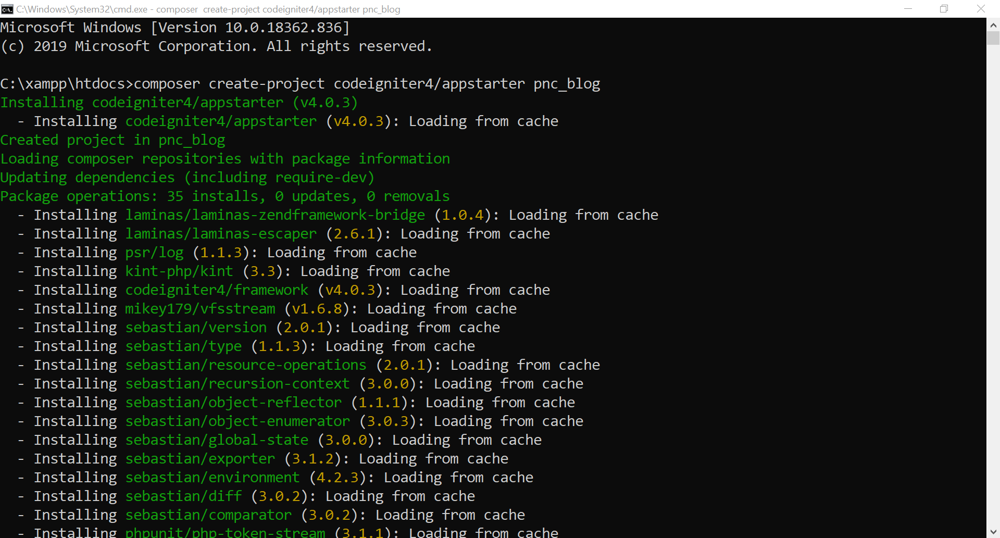 C:\Windows\System32\cmd.exe - composer  create-project codeigniter4/appstarter pnc_blog
Microsoft Windows [Version 10.0.18362.836]
(c) 2019 Microsoft Corporation. All rights reserved.
C:\xampp\htdocs>composer create-project codeigniter4/appstarter pnc_blog
Installing codeigniter4/appstarter (v4.0.3)
  - Installing codeigniter4/appstarter (v4.0.3): Loading from cache
Created project in pnc_blog
Loading composer repositories with package information
Updating dependencies (including require-dev)
Package operations: 35 installs, 0 updates, 0 removals
  - Installing laminas/laminas-zendframework-bridge (1.0.4): Loading from cache
  - Installing laminas/laminas-escaper (2.6.1): Loading from cache
  - Installing psr/log (1.1.3): Loading from cache
  - Installing kint-php/kint (3.3): Loading from cache
  - Installing codeigniter4/framework (v4.0.3): Loading from cache
  - Installing mikey179/vfsstream (v1.6.8): Loading from cache
  - Installing sebastian/version (2.0.1): Loading from cache
  - Installing sebastian/type (1.1.3): Loading from cache
  - Installing sebastian/resource-operations (2.0.1): Loading from cache
  - Installing sebastian/recursion-context (3.0.0): Loading from cache
  - Installing sebastian/object-reflector (1.1.1): Loading from cache
  - Installing sebastian/object-enumerator (3.0.3): Loading from cache
  - Installing sebastian/global-state (3.0.0): Loading from cache
  - Installing sebastian/exporter (3.1.2): Loading from cache
  - Installing sebastian/environment (4.2.3): Loading from cache
  - Installing sebastian/diff (3.0.2): Loading from cache
  - Installing sebastian/comparator (3.0.2): Loading from cache
  - Installing phpunit/php-token-stream (3.1.1): Loading from cache